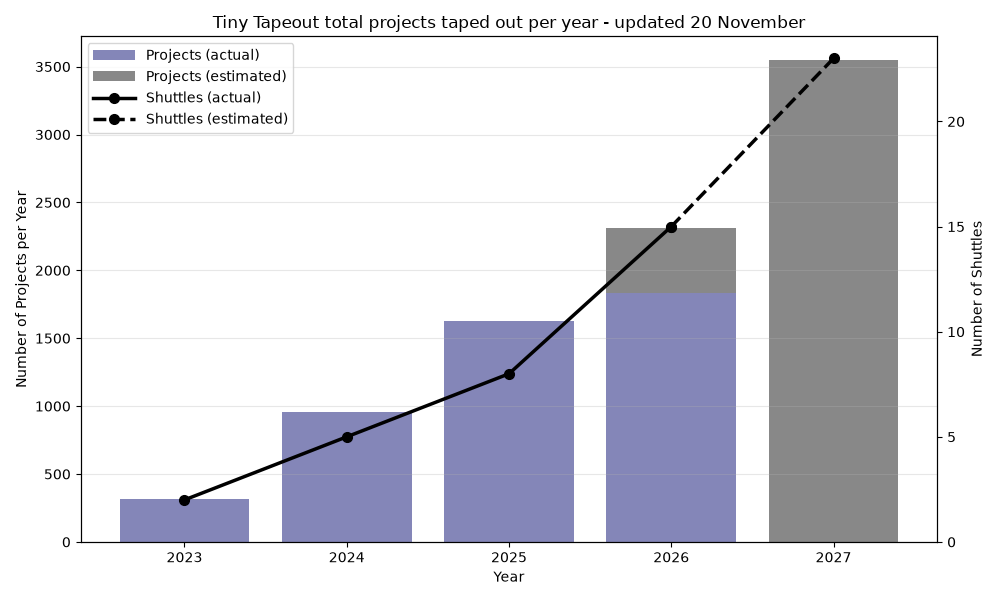 Tiny Tapeout total projects taped out per year - updated 20 November
Projects (actual)
Projects (estimated)
Shuttles (actual)
Shuttles (estimated)
Number of Projects per Year
3500
3000
2500
2000
1500
1000
500
0
20
15
10
5
0
Number of Shuttles
2023
2024
2025
2026
2027
Year